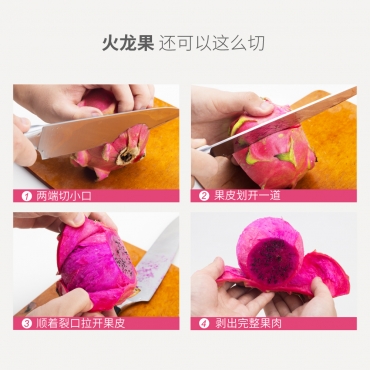 火龙果 还可以这么切
1 两端切小口
2 果皮划开一道
3 顺着裂口拉开果皮
4 剥出完整果肉